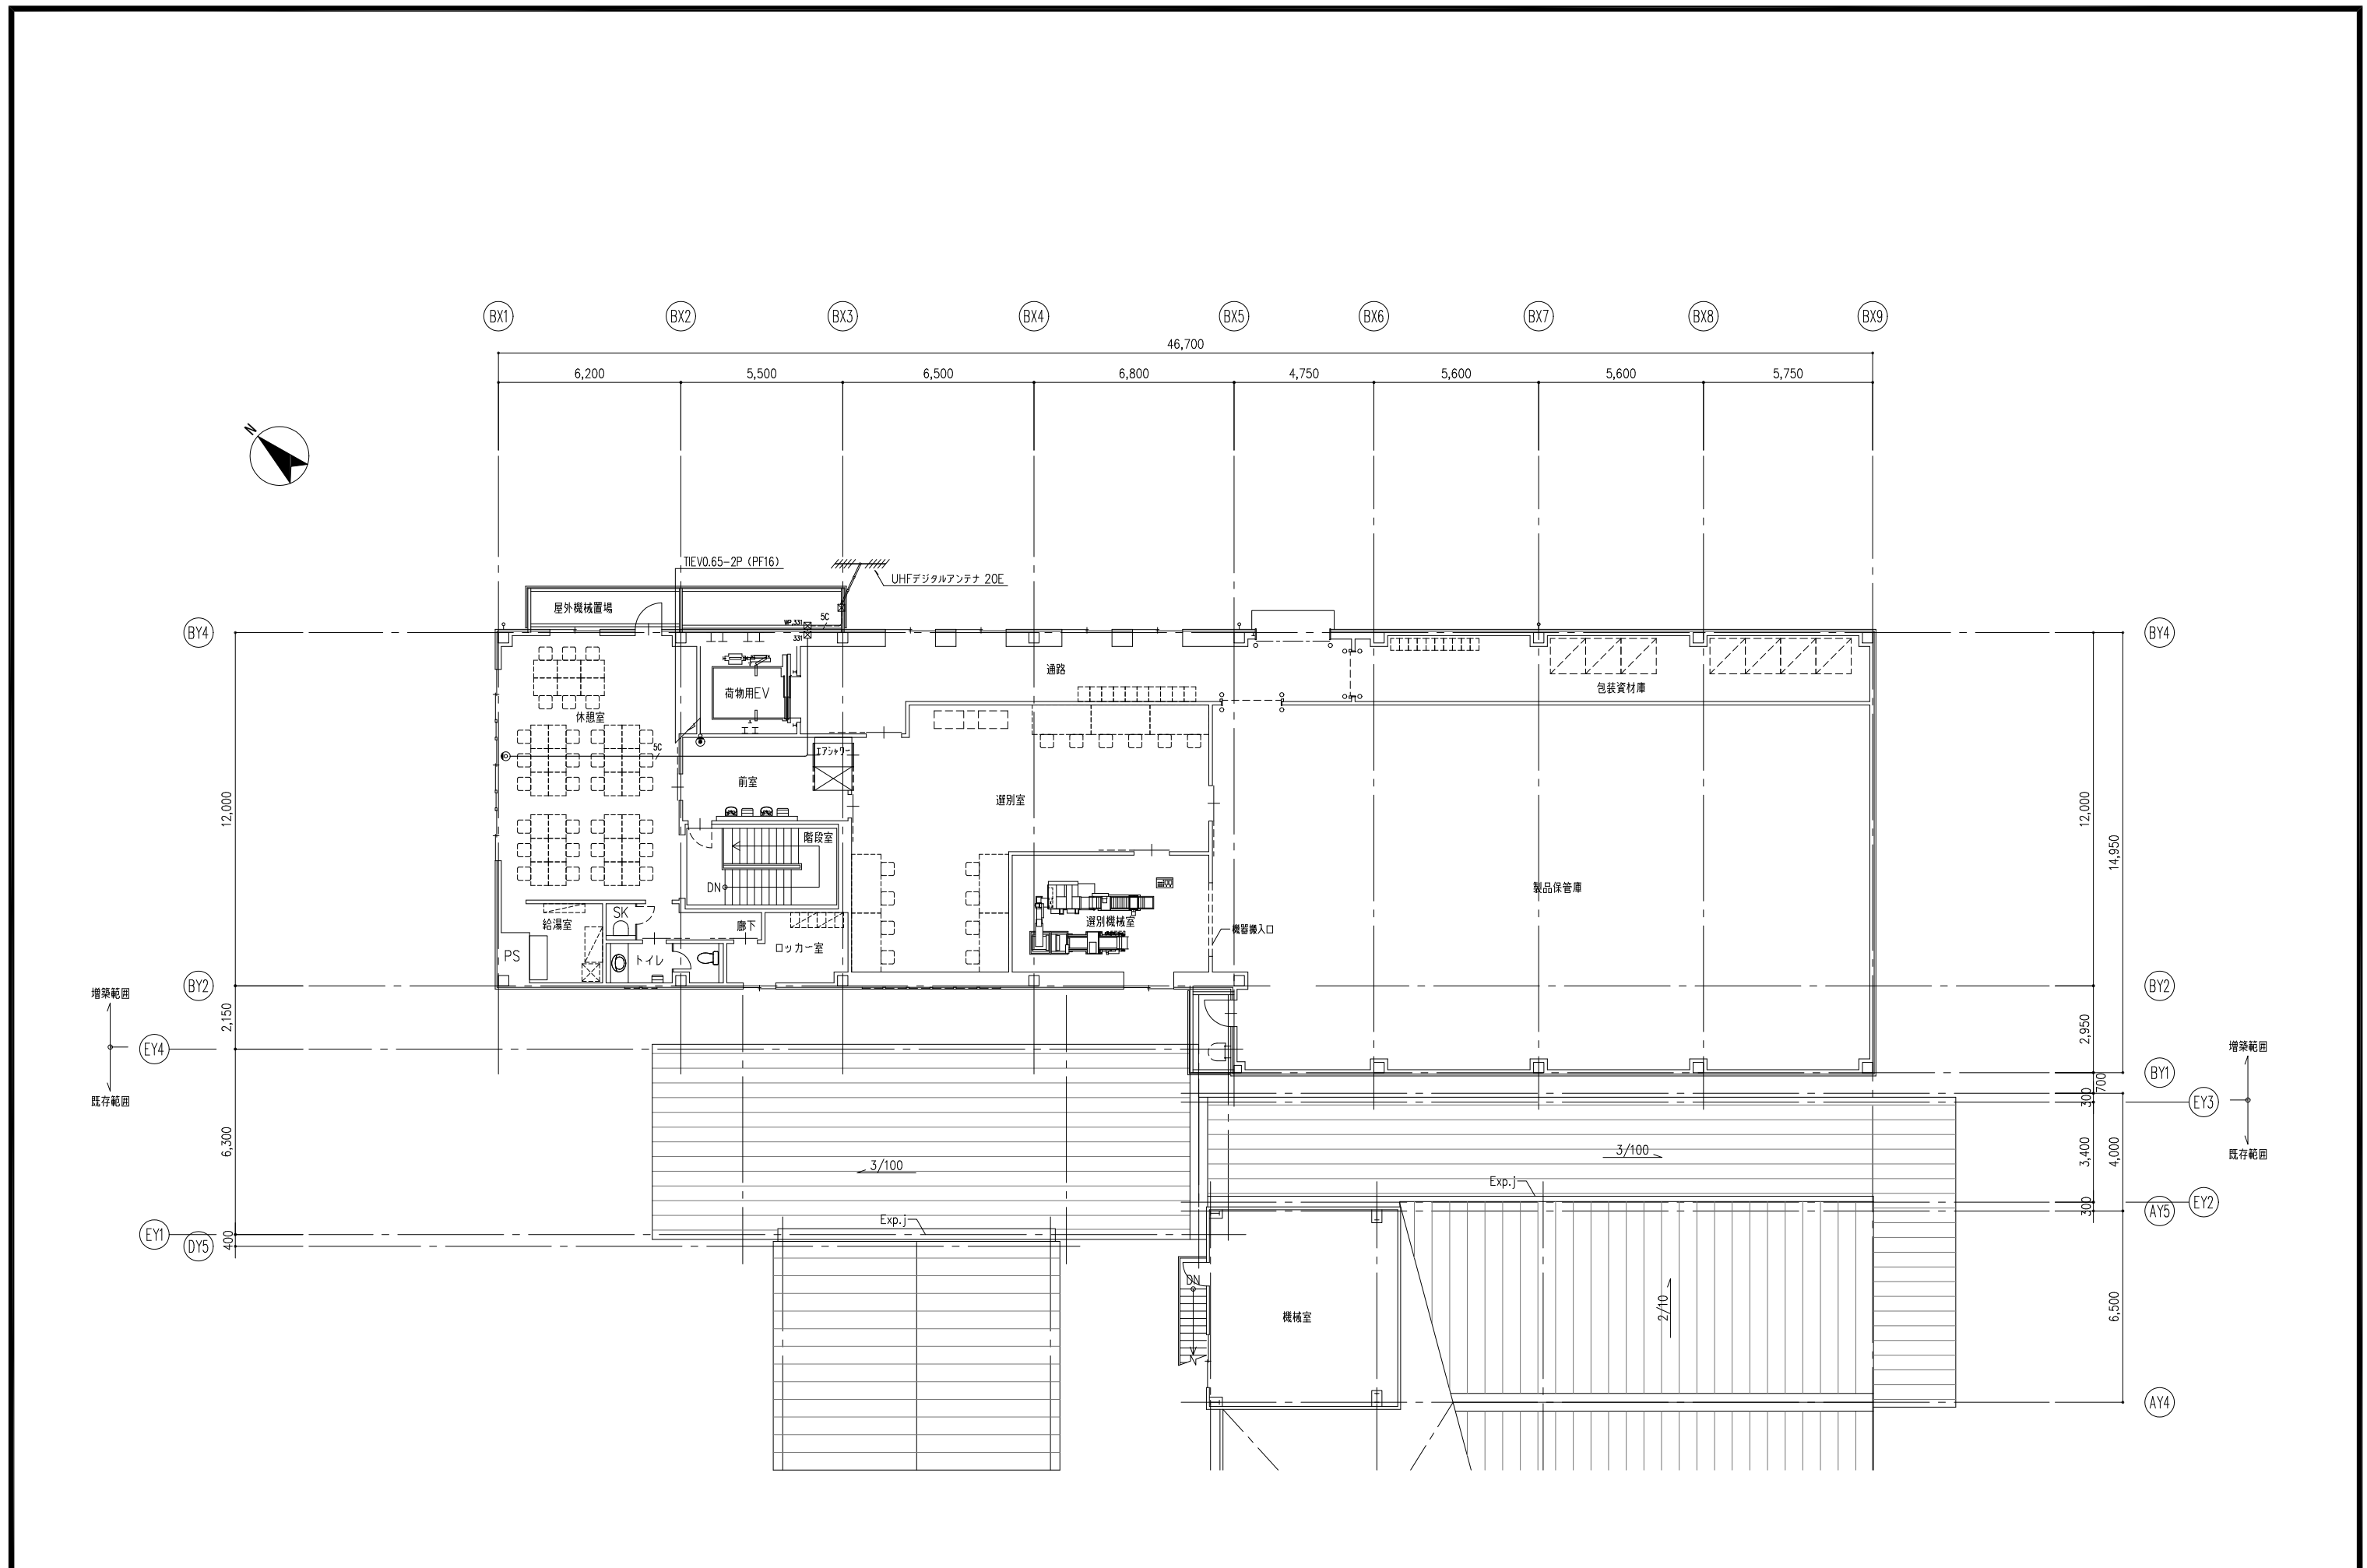 BX1
BX2
BX3
BX4
BX5
BX6
BX7
BX8
BX9
46,700
6,200
5,500
6,500
6,800
4,750
5,600
5,600
5,750
N
TIEV0.65-2P (PF16)
UHFデジタルアンテナ 20E
屋外機械置場
WP.331
5C
331
BY4
BY4
通路
荷物用EV
包装資材庫
休憩室
5C
エアシャワー
前室
選別室
12,000
12,000
14,950
階段室
DN
製品保管庫
SK
給湯室
廊下
選別機械室
機器搬入口
ロッカー室
PS
トイレ
BY2
BY2
増築範囲
2,150
2,950
EY4
増築範囲
BY1
700
既存範囲
300
EY3
6,300
3/100
3/100
3,400
4,000
既存範囲
Exp.j
EY2
300
AY5
Exp.j
EY1
400
DY5
DN
機械室
2/10
6,500
AY4